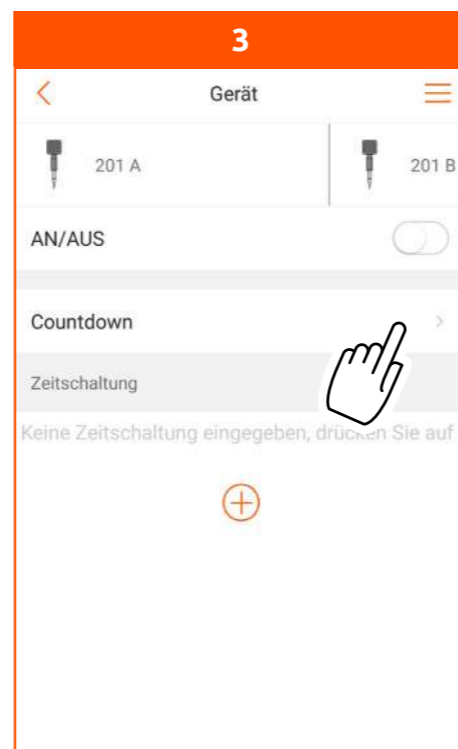 3
Gerät
201 A
201 B
AN/AUS
Countdown
Zeitschaltung
Keine Zeitschaltung eingegeben, drücken Sie auf